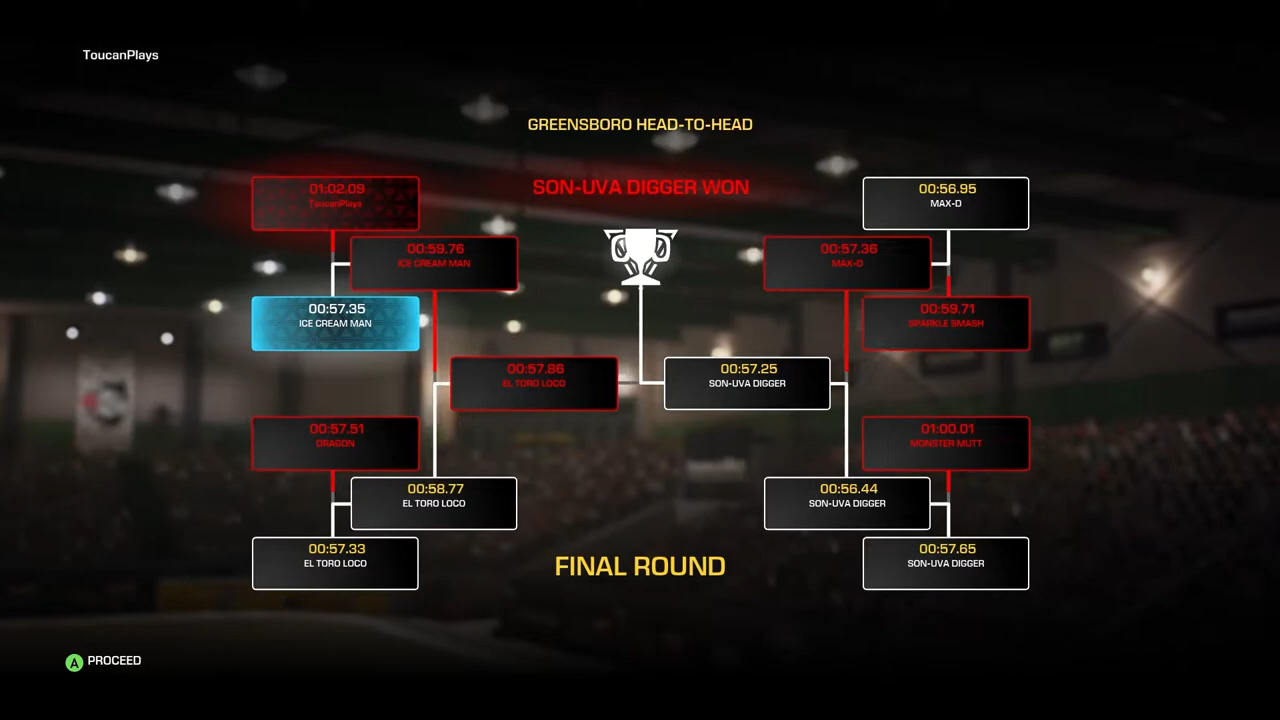 ToucanPlays
GREENSBORO HEAD-TO-HEAD
SON-UVA DIGGER WON
01:02.09
ToucanPlays
00:59.76
ICE CREAM MAN
00:57.35
ICE CREAM MAN
00:57.86
EL TORO LOCO
00:57.51
DRAGON
00:58.77
EL TORO LOCO
00:57.33
EL TORO LOCO
00:56.95
MAX-D
00:57.36
MAX-D
00:59.71
SPARKLE SMASH
00:57.25
SON-UVA DIGGER
01:00.01
MONSTER MUTT
00:56.44
SON-UVA DIGGER
00:57.65
SON-UVA DIGGER
FINAL ROUND
A PROCEED